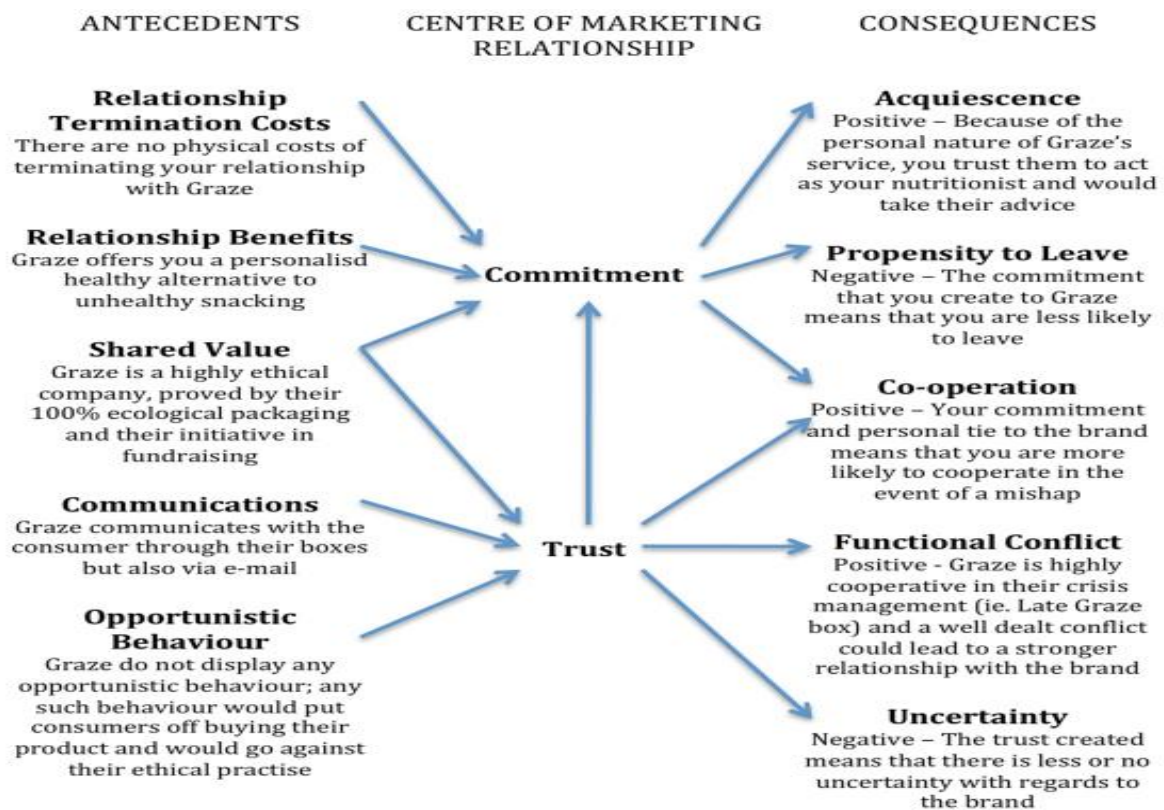 ANTECEDENTS
CENTRE OF MARKETING
RELATIONSHIP
CONSEQUENCES
Relationship
Termination Costs
There are no physical costs of
terminating your relationship
with Graze
Relationship Benefits
Graze offers you a personalisd
healthy alternative to
unhealthy snacking
Shared Value
Graze is a highly ethical
company, proved by their
100% ecological packaging
and their initiative in
fundraising
Communications
Graze communicates with the
consumer through their boxes
but also via e-mail
Opportunistic
Behaviour
Graze do not display any
opportunistic behaviour; any
such behaviour would put
consumers off buying their
product and would go against
their ethical practise
Commitment
Trust
Acquiescence
Positive – Because of the
personal nature of Graze's
service, you trust them to act
as your nutritionist and would
take their advice
Propensity to Leave
Negative – The commitment
that you create to Graze
means that you are less likely
to leave
Co-operation
Positive – Your commitment
and personal tie to the brand
means that you are more
likely to cooperate in the
event of a mishap
Functional Conflict
Positive - Graze is highly
cooperative in their crisis
management (ie. Late Graze
box) and a well dealt conflict
could lead to a stronger
relationship with the brand
Uncertainty
Negative – The trust created
means that there is less or no
uncertainty with regards to
the brand